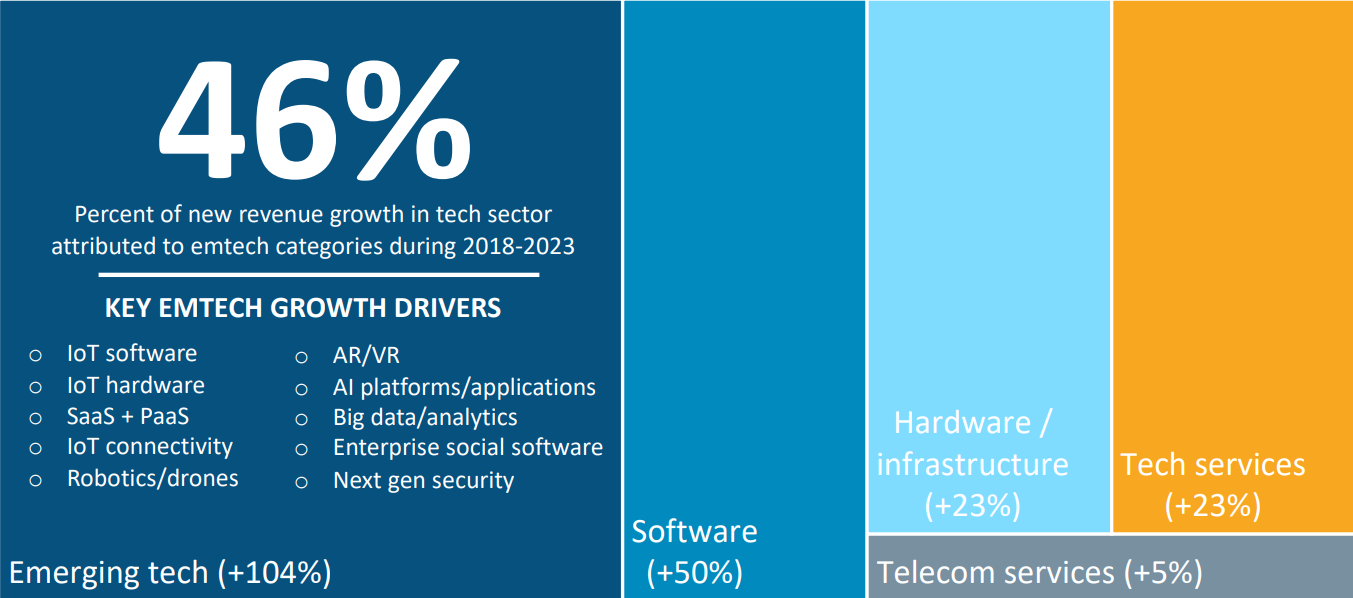 46%
Percent of new revenue growth in tech sector
attributed to emtech categories during 2018-2023
KEY EMTECH GROWTH DRIVERS
o IoT software
o IoT hardware
o SaaS + PaaS
o IoT connectivity
o Robotics/drones
o AR/VR
o AI platforms/applications
o Big data/analytics
o Enterprise social software
o Next gen security
Emerging tech (+104%)
Software
(+50%)
Hardware /
infrastructure
(+23%)
Tech services
(+23%)
Telecom services (+5%)